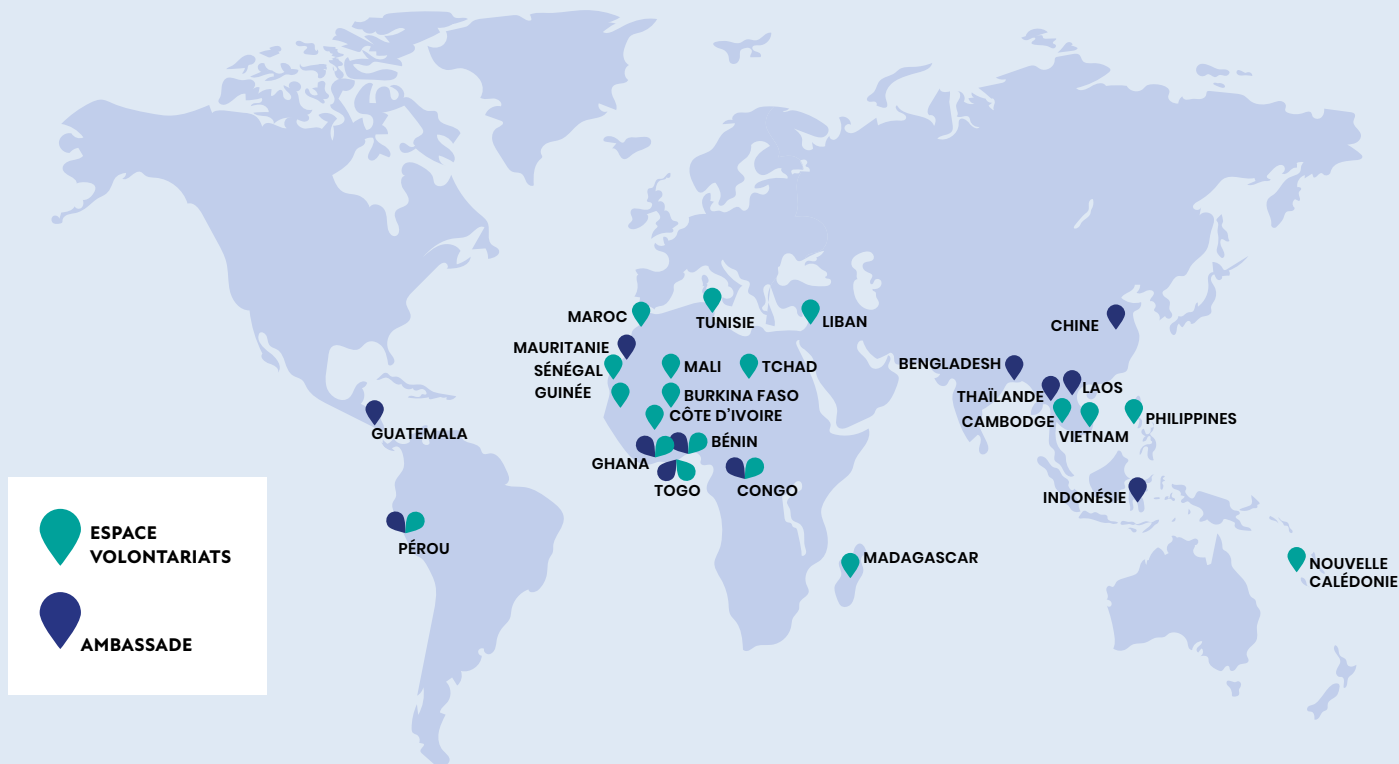 MAROC
TUNISIE
LIBAN
CHINE
MAURITANIE
SÉNÉGAL
MALI
TCHAD
BENGLADESH
GUINÉE
BURKINA FASO
THAÏLANDE
LAOS
CÔTE D'IVOIRE
CAMBODGE
PHILIPPINES
GUATEMALA
VIETNAM
BÉNIN
GHANA
TOGO
CONGO
INDONÉSIE
PÉROU
MADAGASCAR
NOUVELLE
CALÉDONIE
ESPACE
VOLONTARIATS
AMBASSADE